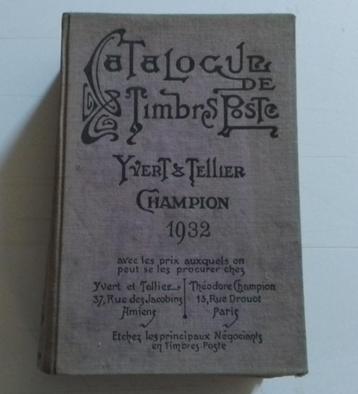 Catalogue
de
Timbres Poste
Yvert & Tellier
Champion
1932
avec les prix auxquels on
peut se les procurer chez
Yvert et Tellier
37, Rue des Jacobins
Amiens
Théodore Champion
13, Rue Drouot
Paris
Et chez les principaux Négociants
en Timbres-Poste